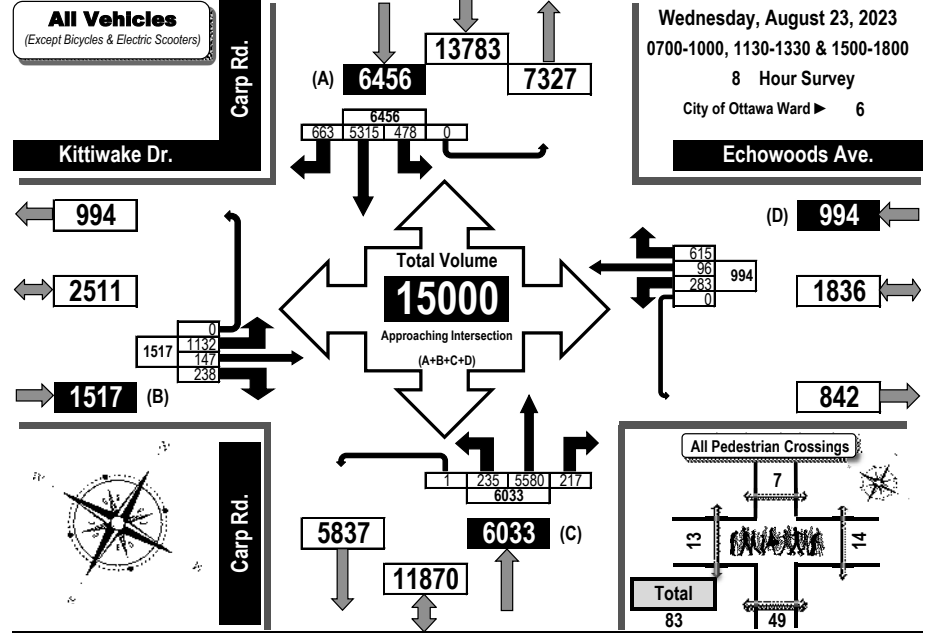 All Vehicles
(Except Bicycles & Electric Scooters)
Carp Rd.
Kittiwake Dr.
13783
(A) 6456
7327
6456
663 5315 478 0
Wednesday, August 23, 2023
0700-1000, 1130-1330 & 1500-1800
8 Hour Survey
City of Ottawa Ward ► 6
Echowoods Ave.
994
2511
0
1132
1517
147
238
1517 (B)
Total Volume
15000
Approaching Intersection
(A+B+C+D)
(D) 994
615
96
994
283
0
1836
842
1 235 5580 217
6033
5837
6033 (C)
11870
Carp Rd.
All Pedestrian Crossings
7
13
14
Total
83
49